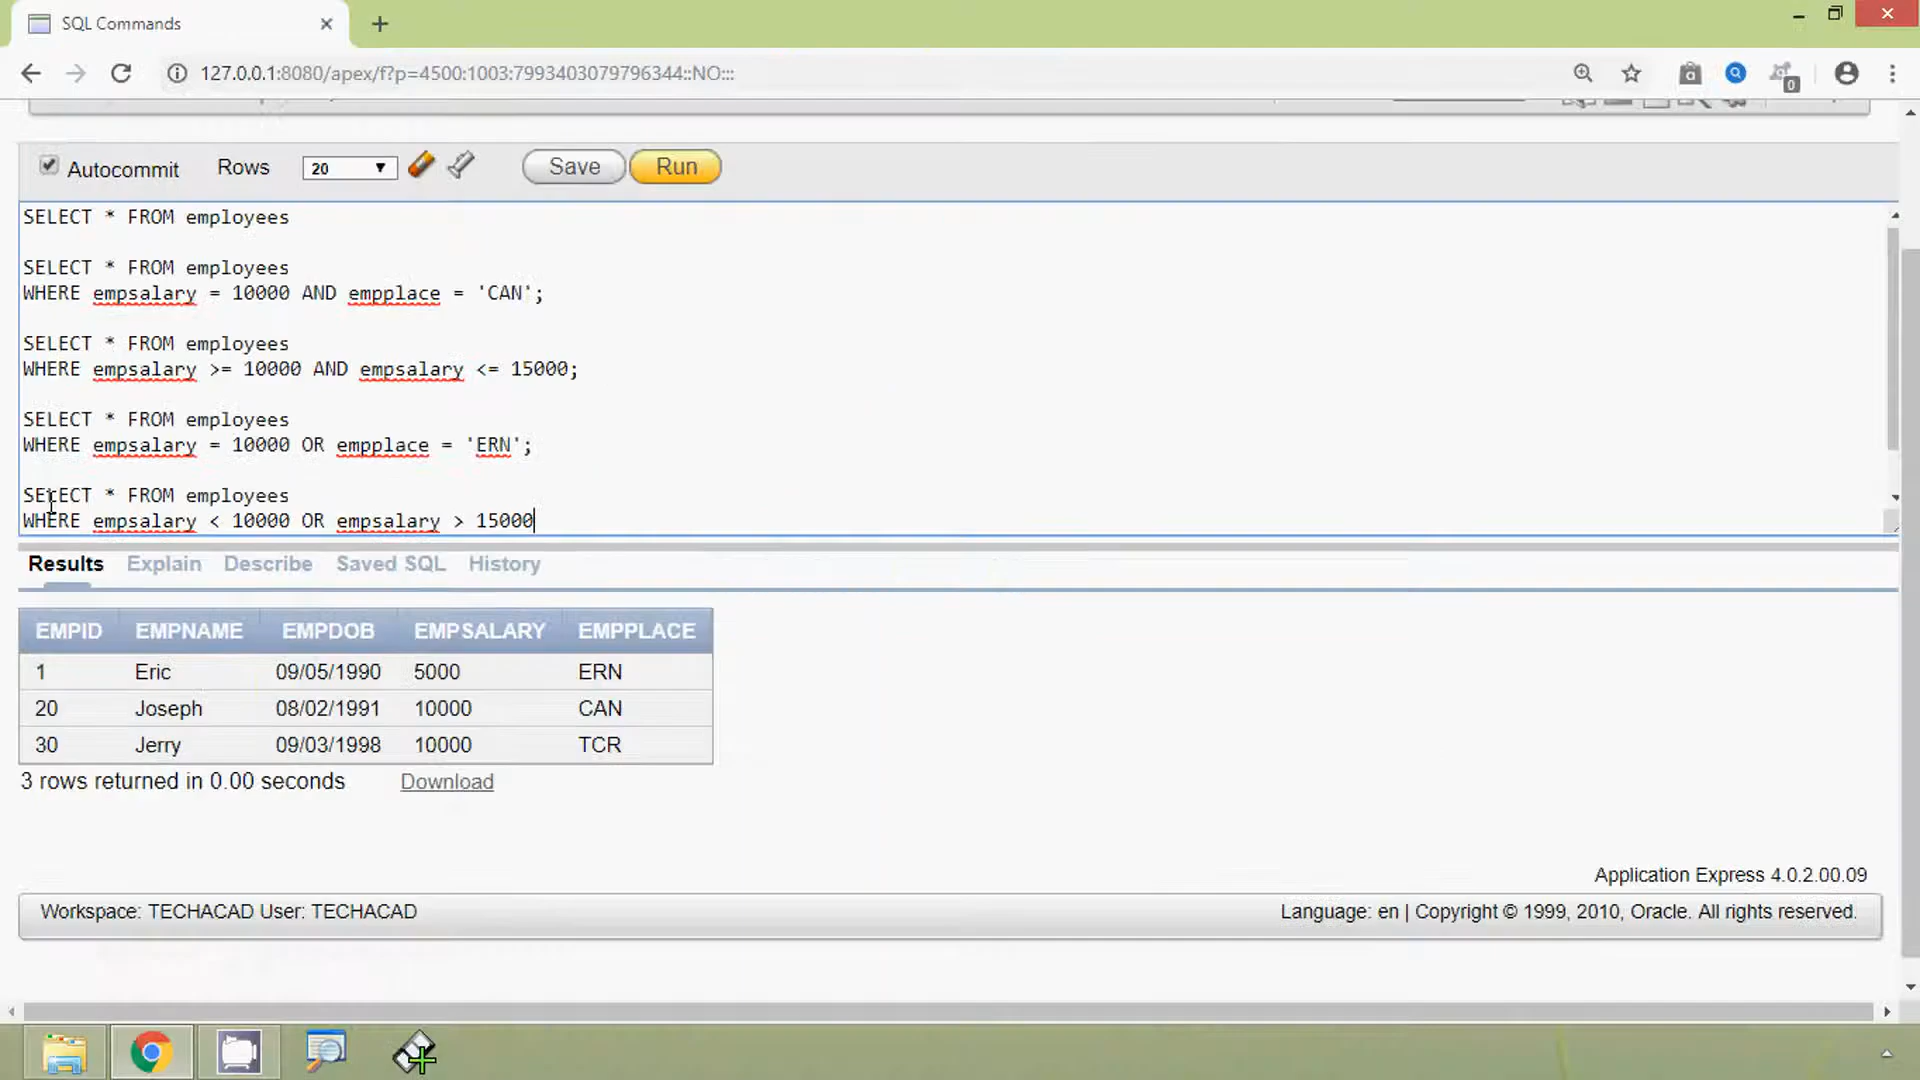 SQL Commands
127.0.0.1:8080/apex/f?p=4500:1003:7993403079796344::NO:::
0
Autocommit Rows 20 Save Run
SELECT * FROM employees
SELECT * FROM employees
WHERE empsalary = 10000 AND empplace = 'CAN';
SELECT * FROM employees
WHERE empsalary >= 10000 AND empsalary <= 15000;
SELECT * FROM employees
WHERE empsalary = 10000 OR empplace = 'ERN';
SELECT * FROM employees
WHERE empsalary < 10000 OR empsalary > 15000
Results Explain Describe Saved SQL History
EMPID EMPNAME EMPDOB EMPSALARY EMPPLACE
1 Eric 09/05/1990 5000 ERN
20 Joseph 08/02/1991 10000 CAN
30 Jerry 09/03/1998 10000 TCR
3 rows returned in 0.00 seconds Download
Application Express 4.0.2.00.09
Workspace: TECHACAD User: TECHACAD Language: en | Copyright © 1999, 2010, Oracle. All rights reserved.